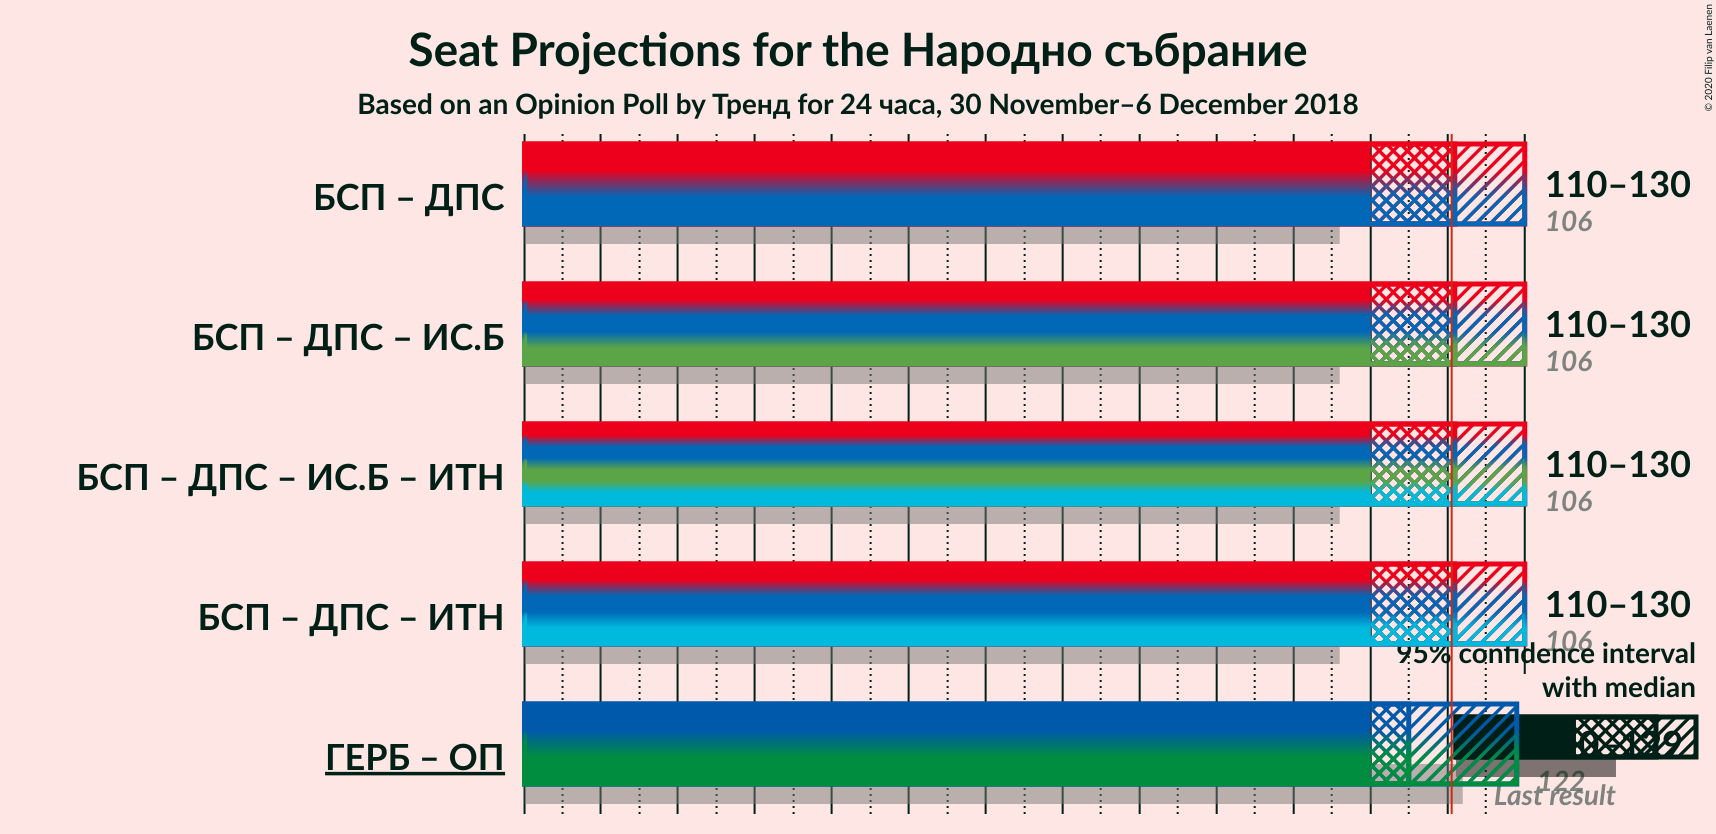 Seat Projections for the Народно събрание
Based on an Opinion Poll by Тренд for 24 часа, 30 November–6 December 2018
© 2020 Filip van Laenen
БСП – ДПС
110–130
106
БСП – ДПС – ИС.Б
110–130
106
БСП – ДПС – ИС.Б – ИТН
110–130
106
БСП – ДПС – ИТН
110–130
106
95% confidence interval
with median
ГЕРБ – ОП
122
Last result